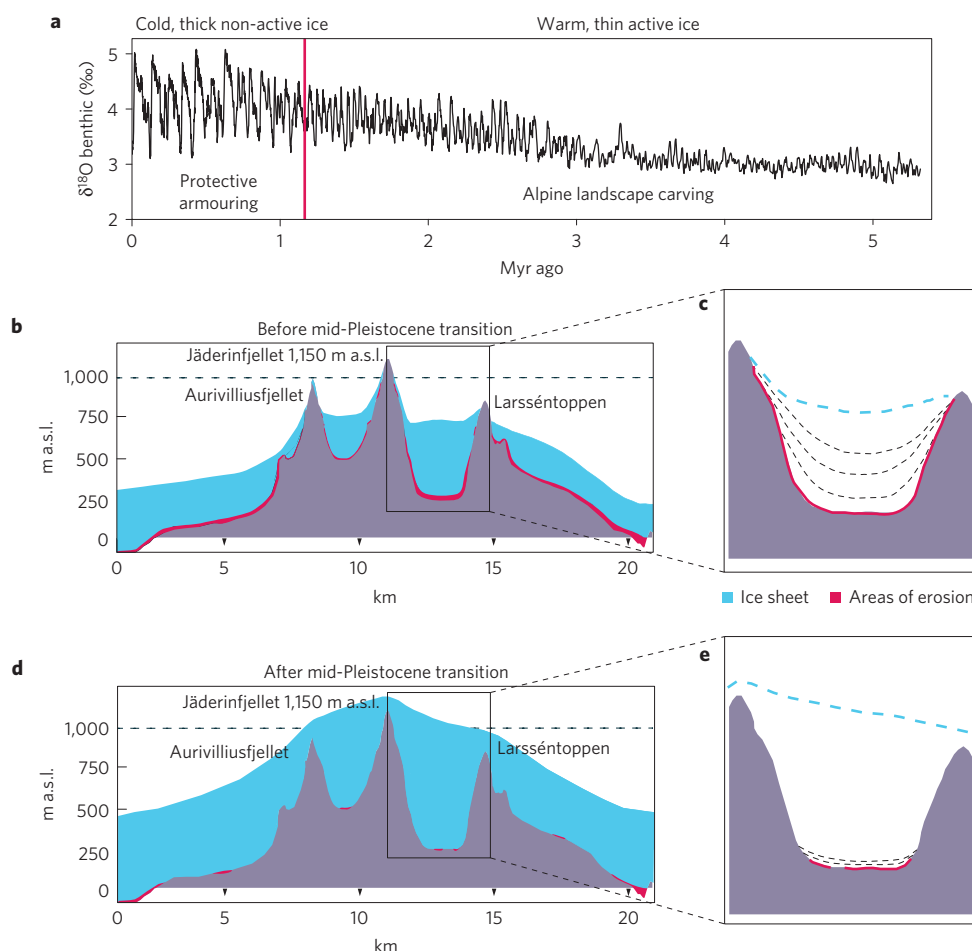 a
Cold, thick non-active ice
Warm, thin active ice
δ18O benthic (‰)
5
4
3
2
Protective
armouring
Alpine landscape carving
0
1
2
3
4
5
Myr ago
b
Before mid-Pleistocene transition
Jäderinfjellet 1,150 m a.s.l.
Aurivilliusfjellet
Larsséntoppen
m a.s.l.
1,000
750
500
250
0
0
5
10
15
20
km
c
Ice sheet
Areas of erosion
d
After mid-Pleistocene transition
Jäderinfjellet 1,150 m a.s.l.
Aurivilliusfjellet
Larsséntoppen
m a.s.l.
1,000
750
500
250
0
0
5
10
15
20
km
e